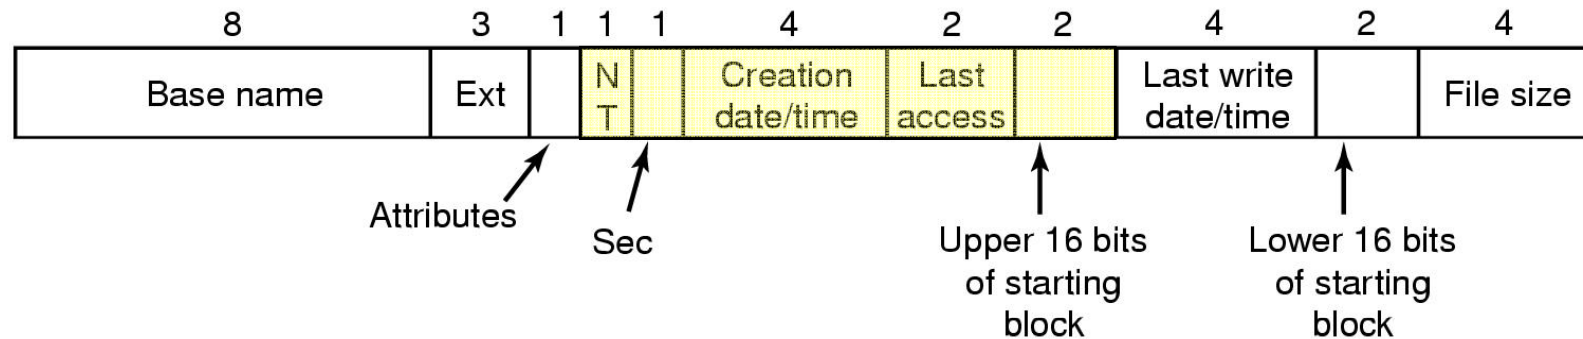 8 3 1 1 1 4 2 2 4 2 4
Base name Ext N T Creation date/time Last access Last write date/time File size
Attributes
Sec
Upper 16 bits
of starting
block
Lower 16 bits
of starting
block